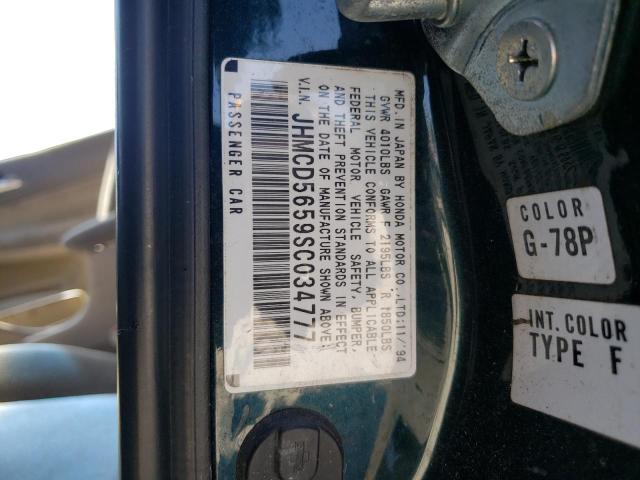 MFD. IN JAPAN BY HONDA MOTOR CO.,LTD:11/'94
GVWR 4010LBS GAWR F 2195LBS R 1850LBS
THIS VEHICLE CONFORMS TO ALL APPLICABLE
FEDERAL MOTOR VEHICLE SAFETY, BUMPER,
AND THEFT PREVENTION STANDARDS IN EFFECT
ON THE DATE OF MANUFACTURE SHOWN ABOVE.
V.I.N. JHMCD5659SC034777
PASSENGER CAR
COLOR
G-78P
INT. COLOR
TYPE F